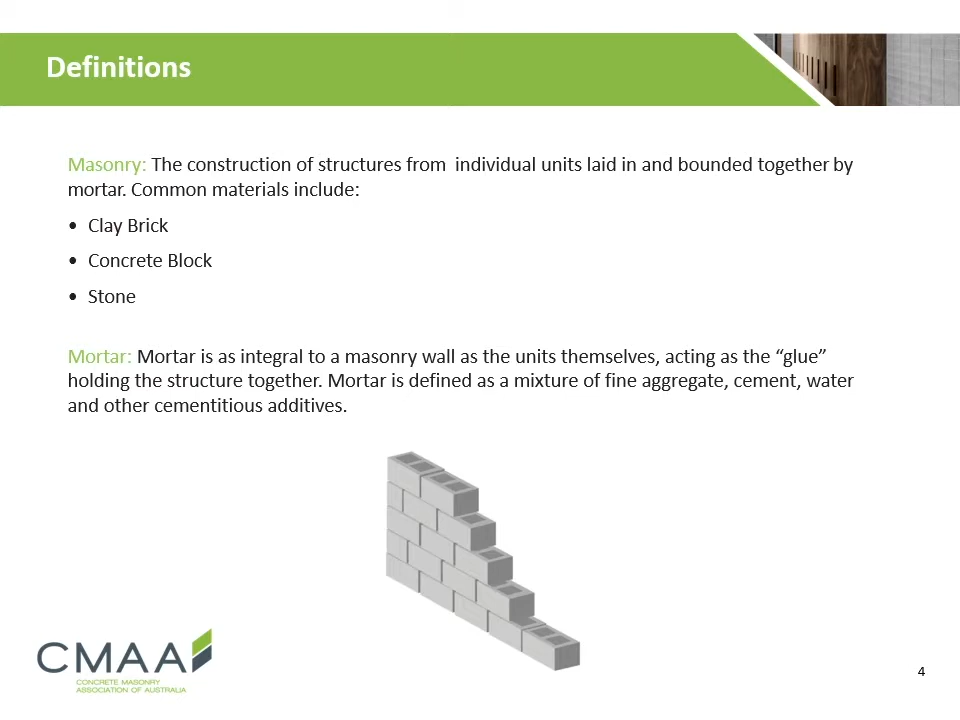 Definitions
Masonry: The construction of structures from  individual units laid in and bounded together by
mortar. Common materials include:
• Clay Brick
• Concrete Block
• Stone
Mortar: Mortar is as integral to a masonry wall as the units themselves, acting as the “glue”
holding the structure together. Mortar is defined as a mixture of fine aggregate, cement, water
and other cementitious additives.
CMAA
CONCRETE MASONRY
ASSOCIATION OF AUSTRALIA
4